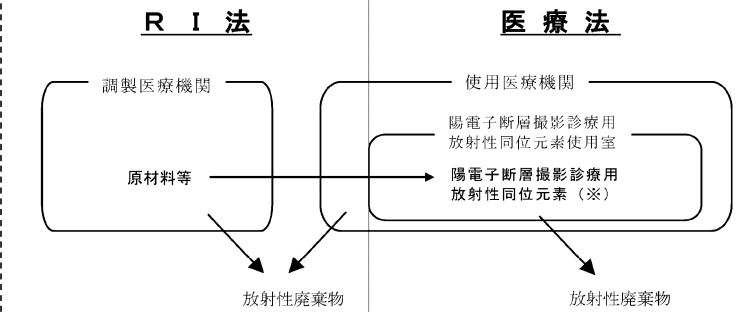 ＲＩ法
医療法
調製医療機関
使用医療機関
陽電子断層撮影診療用
放射性同位元素使用室
原材料等
陽電子断層撮影診療用
放射性同位元素（※）
放射性廃棄物
放射性廃棄物